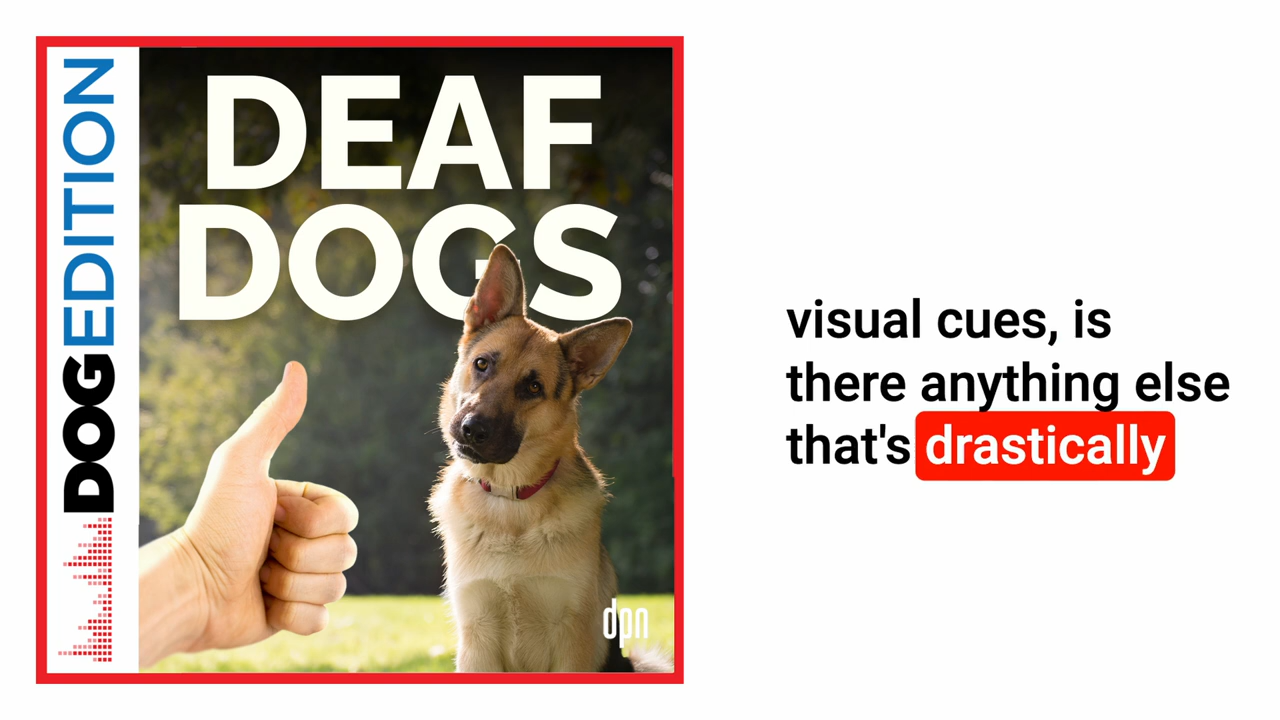 DOGEDITION
DEAF
DOGS
dpn
visual cues, is
there anything else
that's drastically